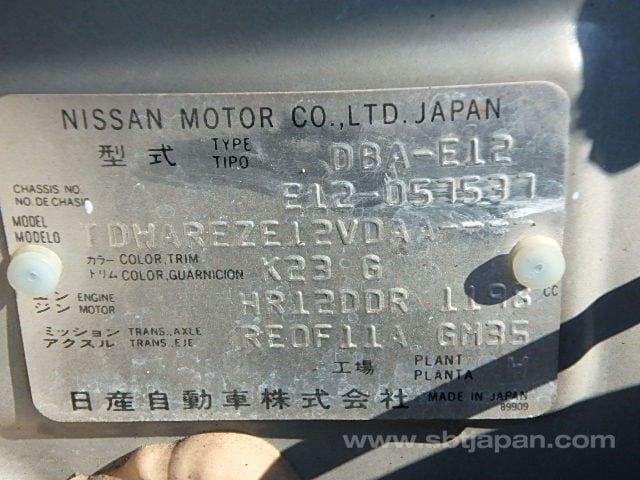 NISSAN MOTOR CO.,LTD. JAPAN
型式 TYPE TIPO DBA-E12
CHASSIS NO. NO. DE CHASIS E12-057537
MODEL MODELO TDWAREZE12VDAA---
カラー COLOR,TRIM トリム COLOR,GUARNICION K23 G
エンジン ENGINE MOTOR HR12DDR 1198 CC
ミッション TRANS.,AXLE アクスル TRANS.,EJE RE0F11A GM35
工場 PLANT PLANTA
日産自動車株式会社 MADE IN JAPAN
89909
www.sbtjapan.com